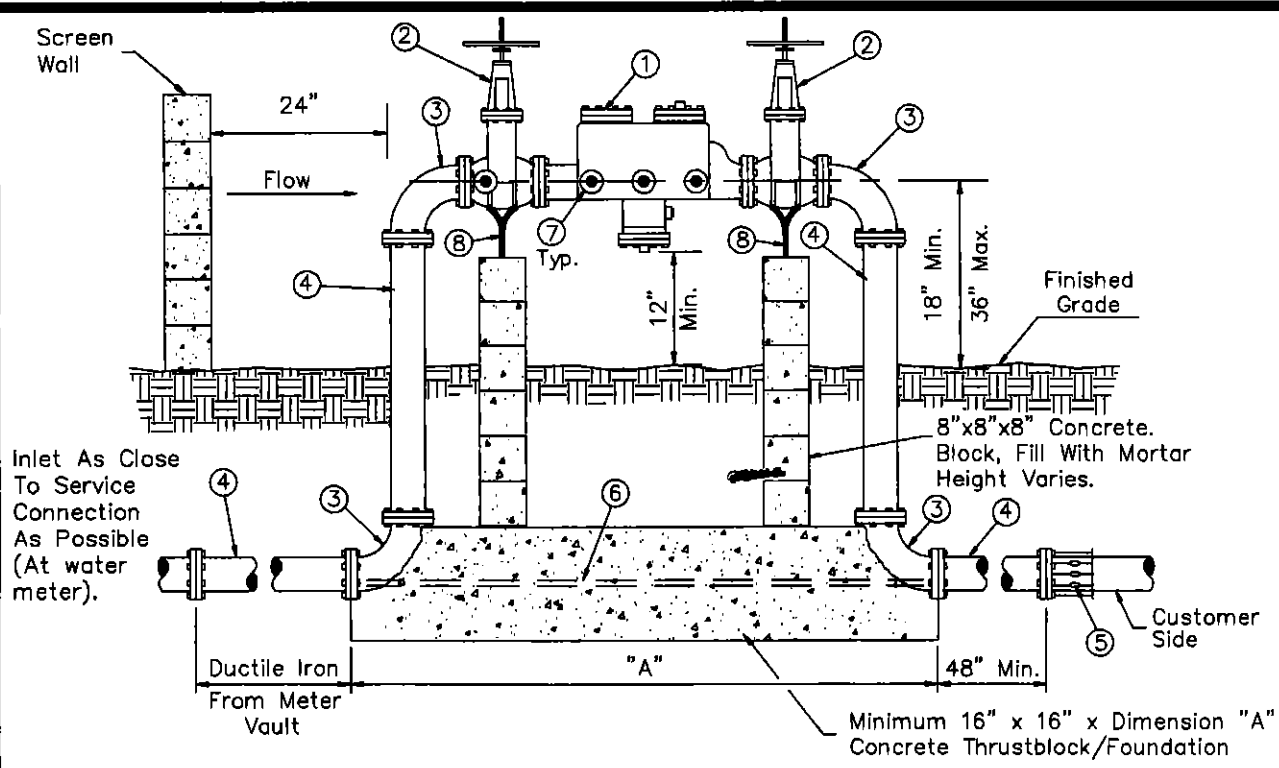 Screen
Wall
2
2
1
24"
3
3
Flow
8
7
Typ.
8
4
4
12"
Min.
18" Min.
36" Max.
Finished
Grade
8"x8"x8" Concrete.
Block, Fill With Mortar
Height Varies.
Inlet As Close
To Service
Connection
As Possible
(At water
meter).
4
3
6
3
4
5
Customer
Side
Ductile Iron
From Meter
Vault
"A"
48" Min.
Minimum 16" x 16" x Dimension "A"
Concrete Thrustblock/Foundation